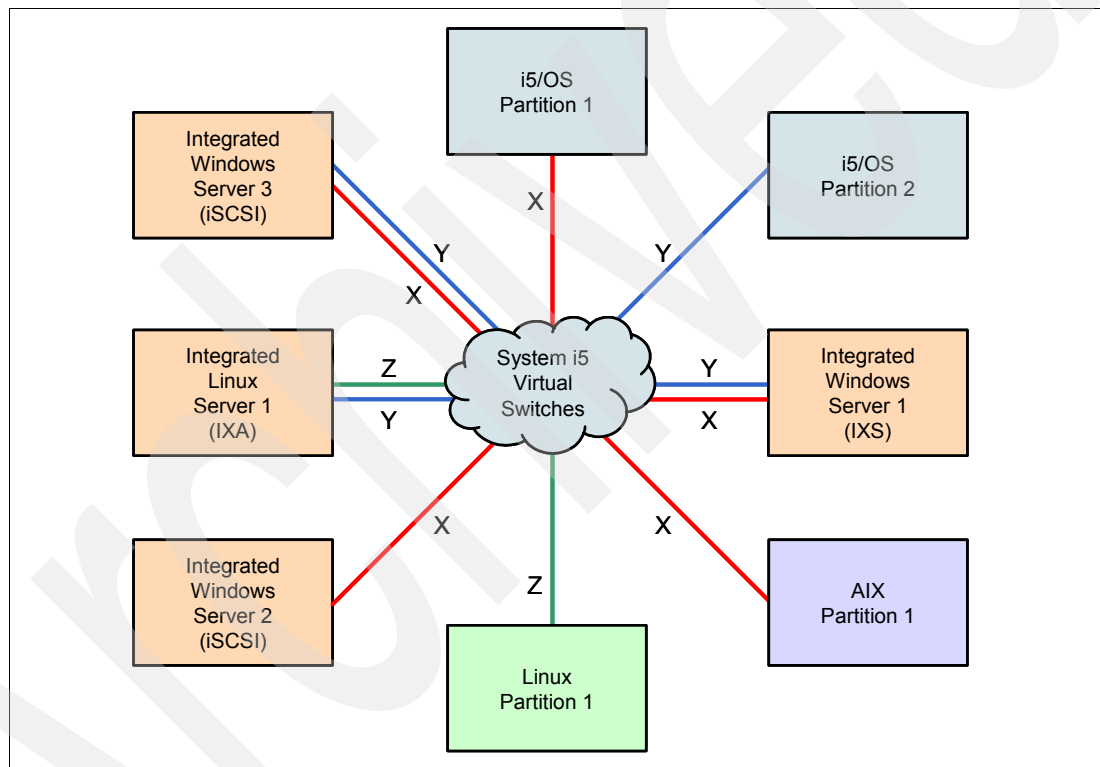 i5/OS
Partition 1
Integrated
Windows
Server 3
(iSCSI)
i5/OS
Partition 2
X
Y
X
Y
Integrated
Linux
Server 1
(IXA)
Z
Y
System i5
Virtual
Switches
Y
X
Integrated
Windows
Server 1
(IXS)
Integrated
Windows
Server 2
(iSCSI)
X
Z
X
AIX
Partition 1
Linux
Partition 1